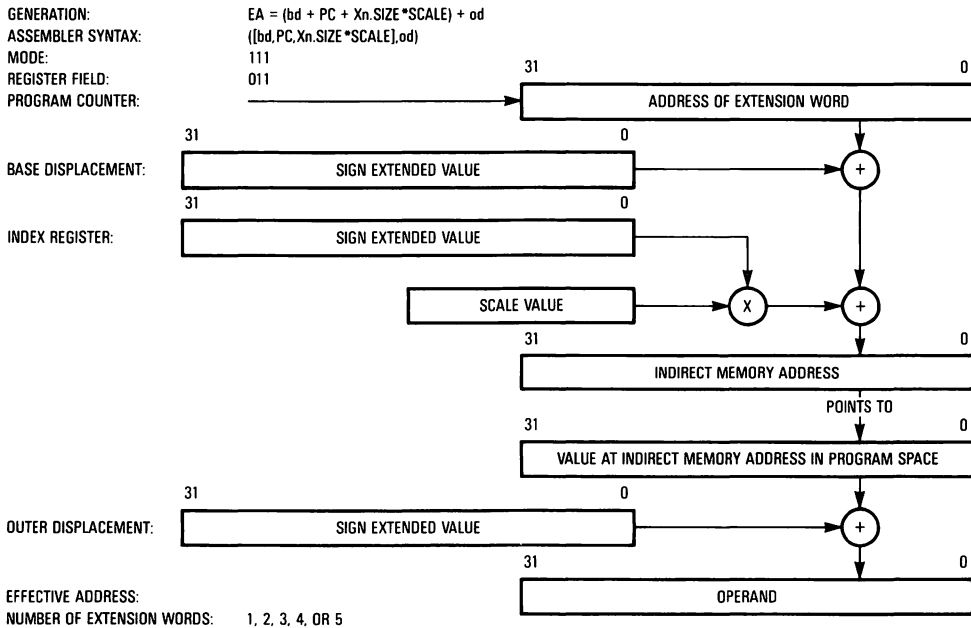 GENERATION: EA = (bd + PC + Xn.SIZE*SCALE) + od
ASSEMBLER SYNTAX: ([bd,PC,Xn.SIZE*SCALE],od)
MODE: 111
REGISTER FIELD: 011
31 0
PROGRAM COUNTER: ADDRESS OF EXTENSION WORD
31 0
BASE DISPLACEMENT: SIGN EXTENDED VALUE +
31 0
INDEX REGISTER: SIGN EXTENDED VALUE
SCALE VALUE X +
31 0
INDIRECT MEMORY ADDRESS
POINTS TO
31 0
VALUE AT INDIRECT MEMORY ADDRESS IN PROGRAM SPACE
31 0
OUTER DISPLACEMENT: SIGN EXTENDED VALUE +
31 0
EFFECTIVE ADDRESS: OPERAND
NUMBER OF EXTENSION WORDS: 1, 2, 3, 4, OR 5